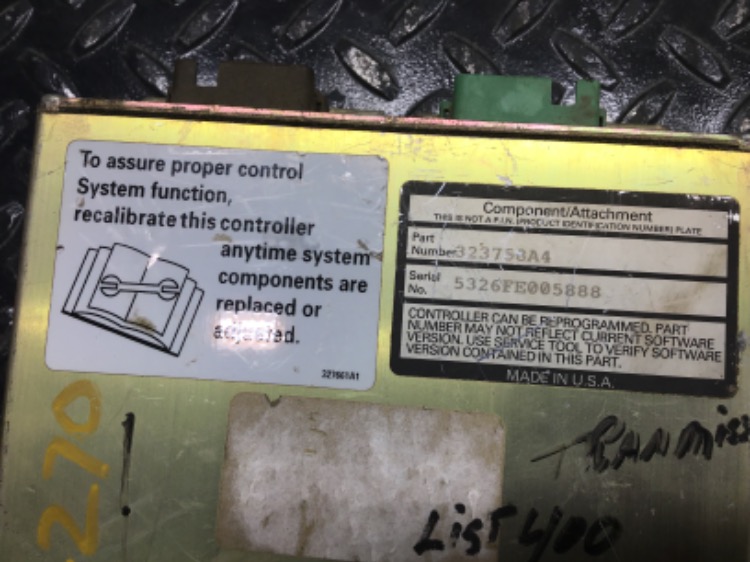 To assure proper control
System function,
recalibrate this controller
anytime system
components are
replaced or
adjusted.
327661A1
Component/Attachment
THIS IS NOT A P.I.N. (PRODUCT IDENTIFICATION NUMBER) PLATE
Part
Number 323753A4
Serial
No. 5326FE005888
CONTROLLER CAN BE REPROGRAMMED. PART
NUMBER MAY NOT REFLECT CURRENT SOFTWARE
VERSION. USE SERVICE TOOL TO VERIFY SOFTWARE
VERSION CONTAINED IN THIS PART.
MADE IN U.S.A.
270
List 400